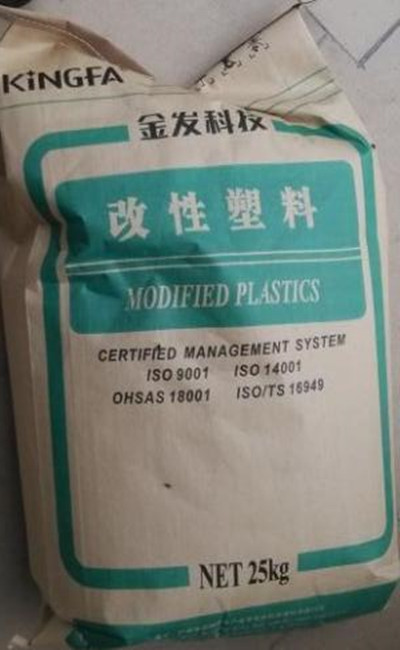 KINGFA
金发科技
改性塑料
MODIFIED PLASTICS
CERTIFIED MANAGEMENT SYSTEM
ISO 9001 ISO 14001
OHSAS 18001 ISO/TS 16949
NET 25kg